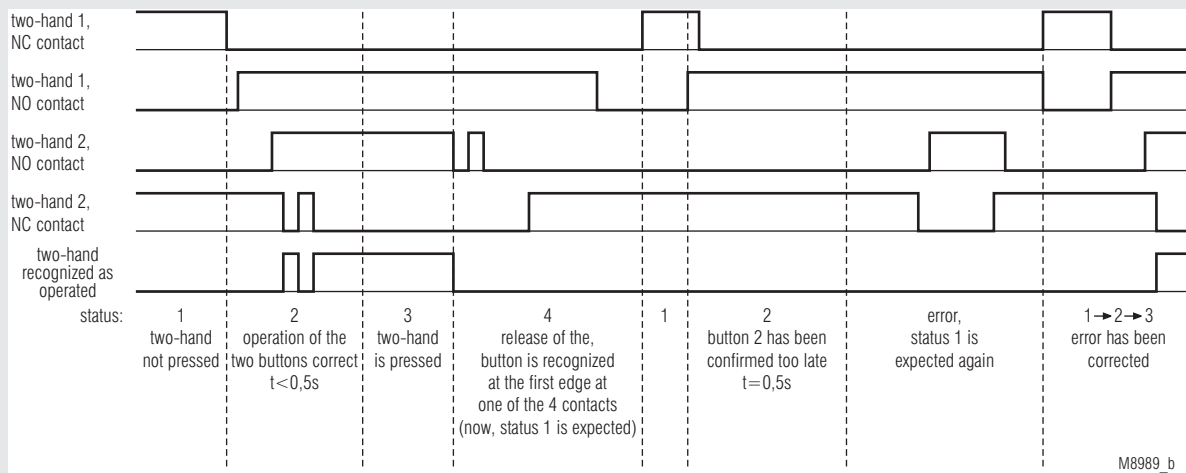 two-hand 1,
NC contact
two-hand 1,
NO contact
two-hand 2,
NO contact
two-hand 2,
NC contact
two-hand
recognized as
operated
status:
1
two-hand
not pressed
2
operation of the
two buttons correct
t<0,5s
3
two-hand
is pressed
4
release of the,
button is recognized
at the first edge at
one of the 4 contacts
(now, status 1 is expected)
1
2
button 2 has been
confirmed too late
t=0,5s
error,
status 1 is
expected again
1→2→3
error has been
corrected
M8989_b